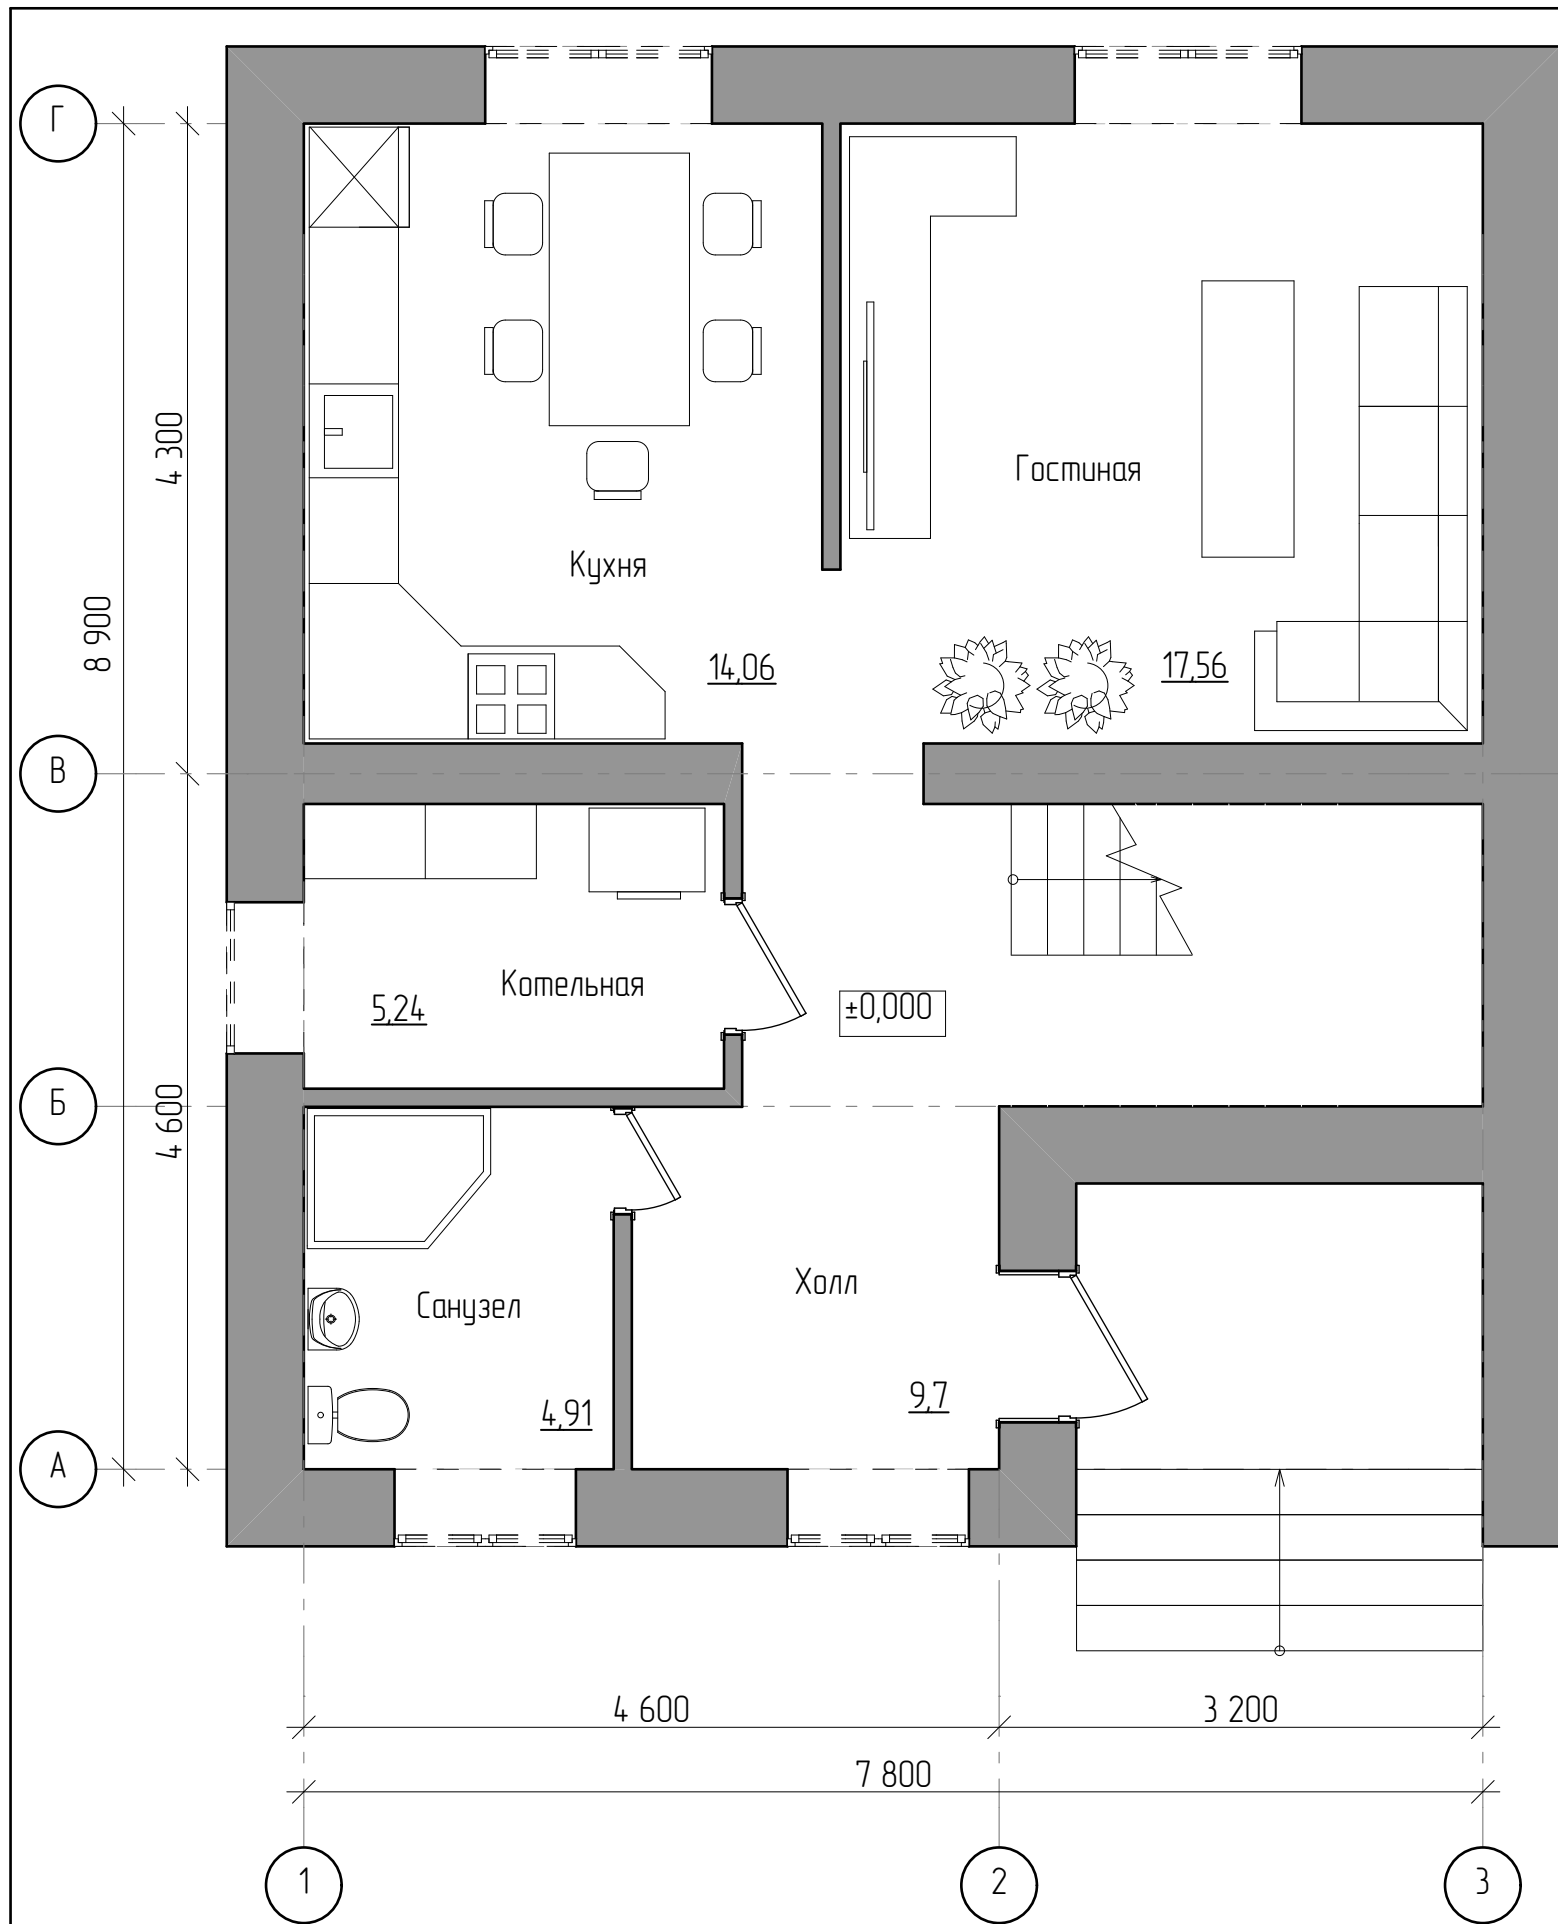 Г
4 300
Гостиная
Кухня
8 900
14,06
17,56
В
Котельная
5,24
±0,000
Б
4 600
Холл
Санузел
9,7
4,91
А
4 600
3 200
7 800
1
2
3